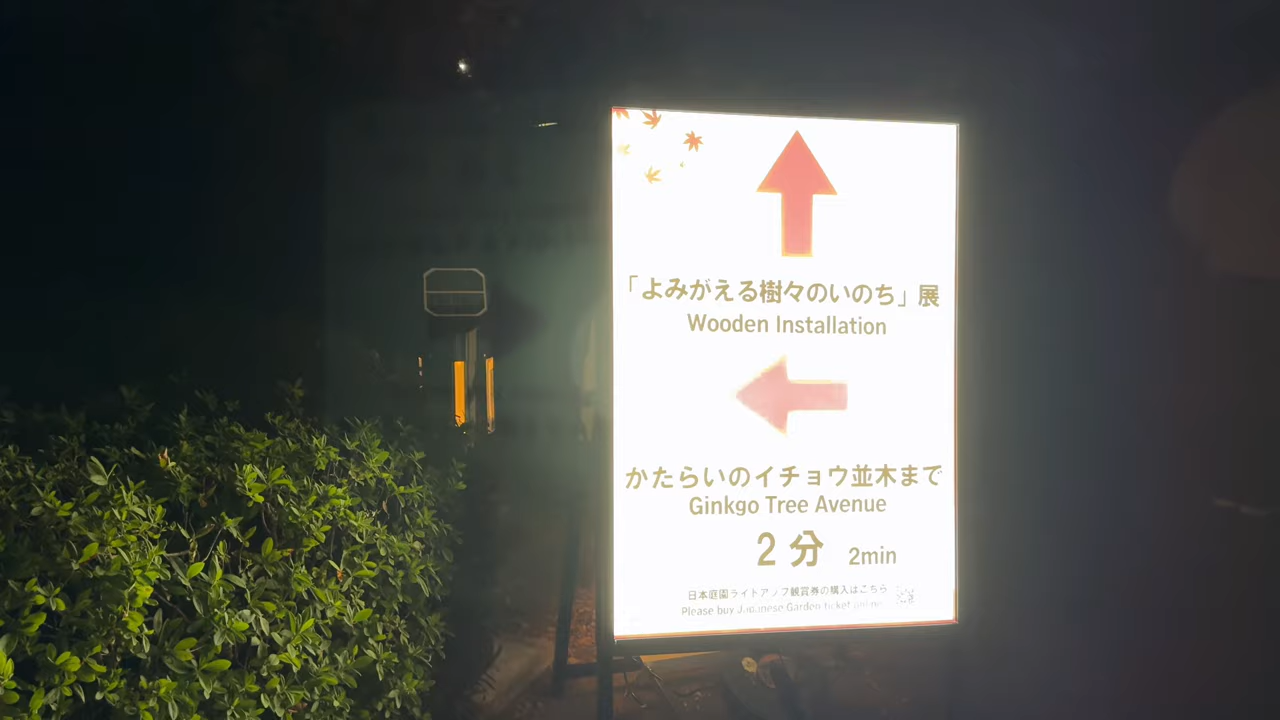 「よみがえる樹々のいのち」展
Wooden Installation
かたらいのイチョウ並木まで
Ginkgo Tree Avenue
2 分 2min
日本庭園ライトアップ観賞券の購入はこちら
Please buy Japanese Garden ticket online